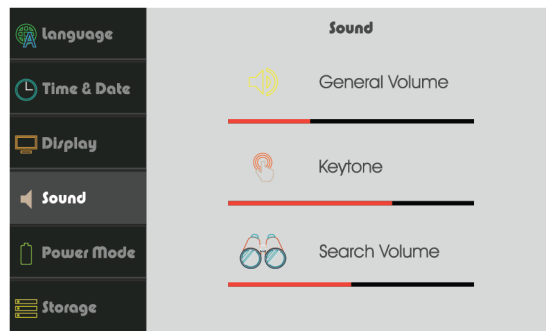 Language
Time & Date
Display
Sound
Power Mode
Storage
Sound
General Volume
Keytone
Search Volume